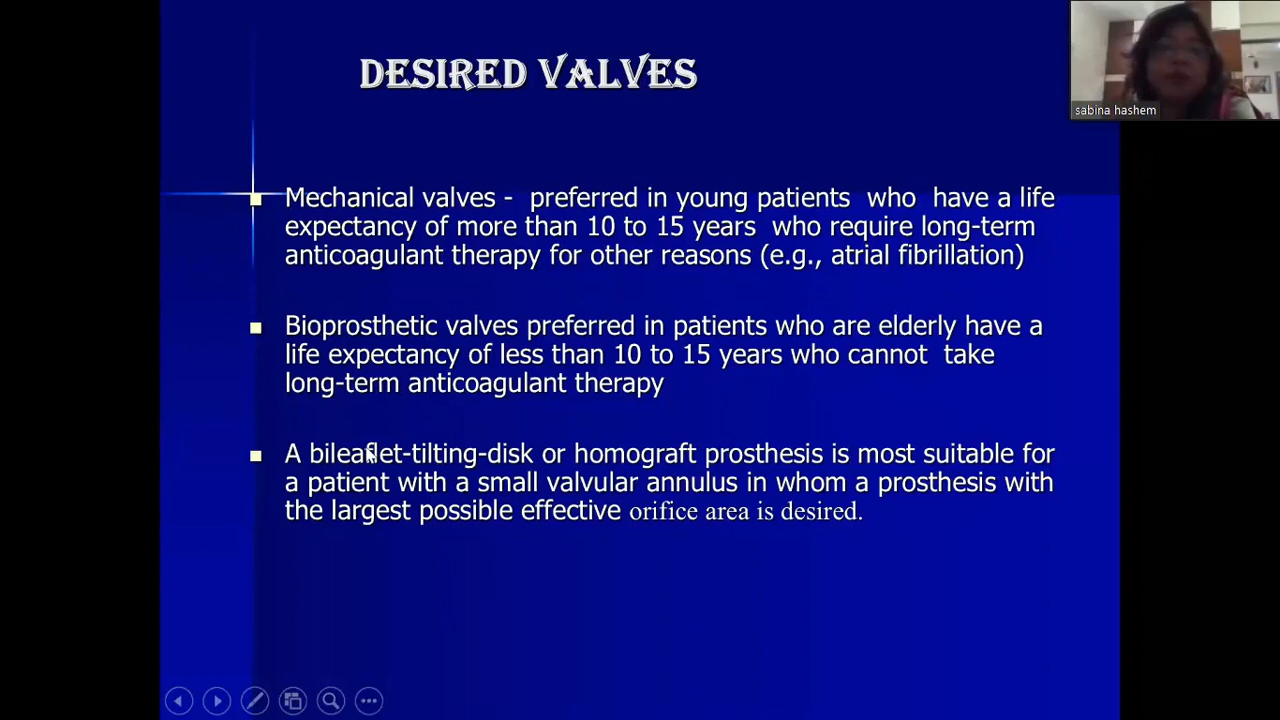 DESIRED VALVES
sabina hashem
Mechanical valves - preferred in young patients who have a life
expectancy of more than 10 to 15 years who require long-term
anticoagulant therapy for other reasons (e.g., atrial fibrillation)
Bioprosthetic valves preferred in patients who are elderly have a
life expectancy of less than 10 to 15 years who cannot take
long-term anticoagulant therapy
A bileaflet-tilting-disk or homograft prosthesis is most suitable for
a patient with a small valvular annulus in whom a prosthesis with
the largest possible effective orifice area is desired.